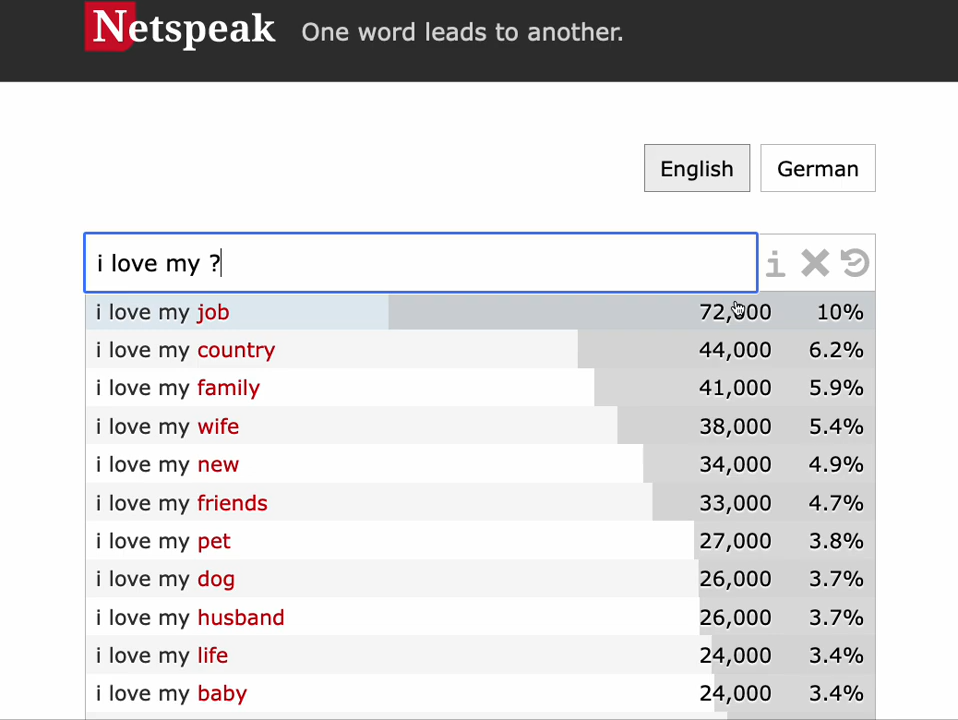 Netspeak One word leads to another.
English German
i love my ?
i love my job 72,000 10%
i love my country 44,000 6.2%
i love my family 41,000 5.9%
i love my wife 38,000 5.4%
i love my new 34,000 4.9%
i love my friends 33,000 4.7%
i love my pet 27,000 3.8%
i love my dog 26,000 3.7%
i love my husband 26,000 3.7%
i love my life 24,000 3.4%
i love my baby 24,000 3.4%